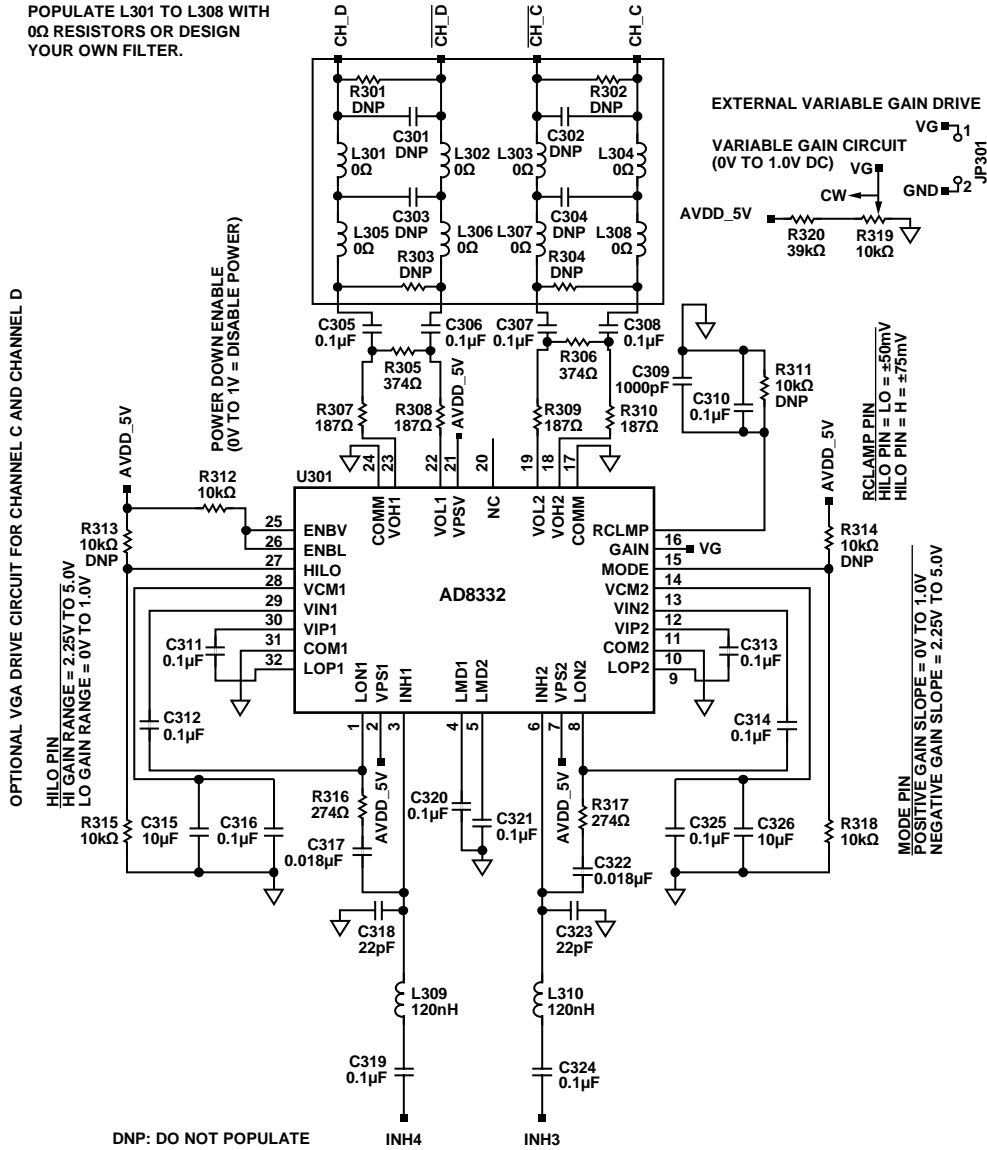 POPULATE L301 TO L308 WITH
0Ω RESISTORS OR DESIGN
YOUR OWN FILTER.
CH_D
CH_D
CH_C
CH_C
R301
DNP
R302
DNP
C301
DNP
C302
DNP
L301
0Ω
L302
0Ω
L303
0Ω
L304
0Ω
C303
DNP
C304
DNP
L305
0Ω
L306
0Ω
L307
0Ω
L308
0Ω
R303
DNP
R304
DNP
EXTERNAL VARIABLE GAIN DRIVE
VG
1
JP301
GND
2
VARIABLE GAIN CIRCUIT
(0V TO 1.0V DC)
VG
CW
AVDD_5V
R320
39kΩ
R319
10kΩ
C305
0.1µF
C306
0.1µF
C307
0.1µF
C308
0.1µF
R305
374Ω
R306
374Ω
R307
187Ω
R308
187Ω
AVDD_5V
R309
187Ω
R310
187Ω
C309
1000pF
C310
0.1µF
R311
10kΩ
DNP
RCLAMP PIN
HILO PIN = LO = ±50mV
HILO PIN = H = ±75mV
OPTIONAL VGA DRIVE CIRCUIT FOR CHANNEL C AND CHANNEL D
POWER DOWN ENABLE
(0V TO 1V = DISABLE POWER)
AVDD_5V
R312
10kΩ
R313
10kΩ
DNP
AVDD_5V
R314
10kΩ
DNP
U301
24
23
22
21
20
19
18
17
COMM
VOH1
VOL1
VPSV
NC
VOL2
VOH2
COMM
25
ENBV
26
ENBL
27
HILO
28
VCM1
29
VIN1
30
VIP1
31
COM1
32
LOP1
AD8332
RCLMP
16
GAIN
VG
15
MODE
14
VCM2
13
VIN2
12
VIP2
11
COM2
10
LOP2
9
LON1
VPS1
INH1
LMD1
LMD2
INH2
VPS2
LON2
1
2
3
4
5
6
7
8
C311
0.1µF
C312
0.1µF
C313
0.1µF
C314
0.1µF
HILO PIN
HI GAIN RANGE = 2.25V TO 5.0V
LO GAIN RANGE = 0V TO 1.0V
MODE PIN
POSITIVE GAIN SLOPE = 0V TO 1.0V
NEGATIVE GAIN SLOPE = 2.25V TO 5.0V
R315
10kΩ
C315
10µF
C316
0.1µF
R316
274Ω
AVDD_5V
C317
0.018µF
C320
0.1µF
C321
0.1µF
AVDD_5V
R317
274Ω
C322
0.018µF
C325
0.1µF
C326
10µF
R318
10kΩ
C318
22pF
C323
22pF
L309
120nH
L310
120nH
C319
0.1µF
C324
0.1µF
DNP: DO NOT POPULATE
INH4
INH3